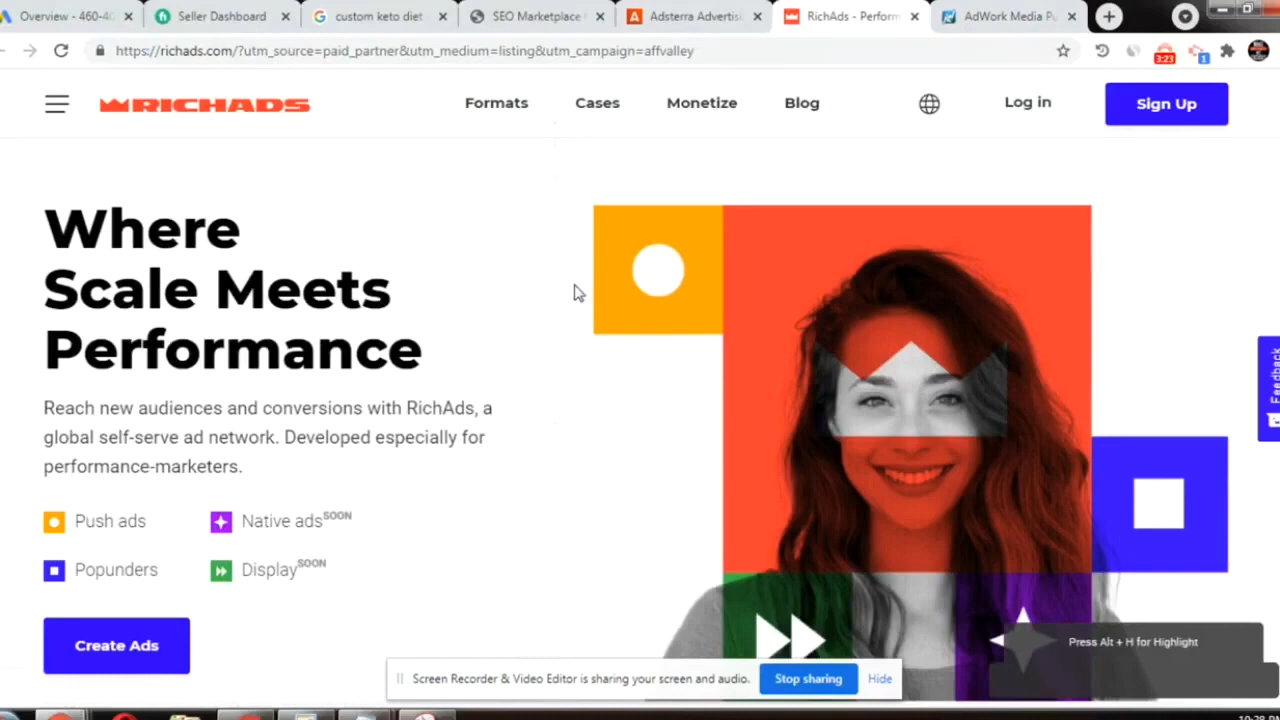 Overview - 460-4
Seller Dashboard
custom keto diet
SEO Marketplace
Adsterra Advertisi
RichAds - Perform
AdWork Media Pu
https://richads.com/?utm_source=paid_partner&utm_medium=listing&utm_campaign=affvalley
3:23
1
RICHADS
Formats
Cases
Monetize
Blog
Log in
Sign Up
Where
Scale Meets
Performance
Reach new audiences and conversions with RichAds, a
global self-serve ad network. Developed especially for
performance-marketers.
Push ads
Native ads SOON
Popunders
Display SOON
Create Ads
Feedback
Press Alt + H for Highlight
Screen Recorder & Video Editor is sharing your screen and audio.
Stop sharing
Hide